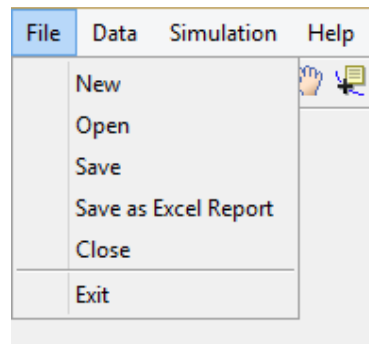 File Data Simulation Help
New
Open
Save
Save as Excel Report
Close
Exit